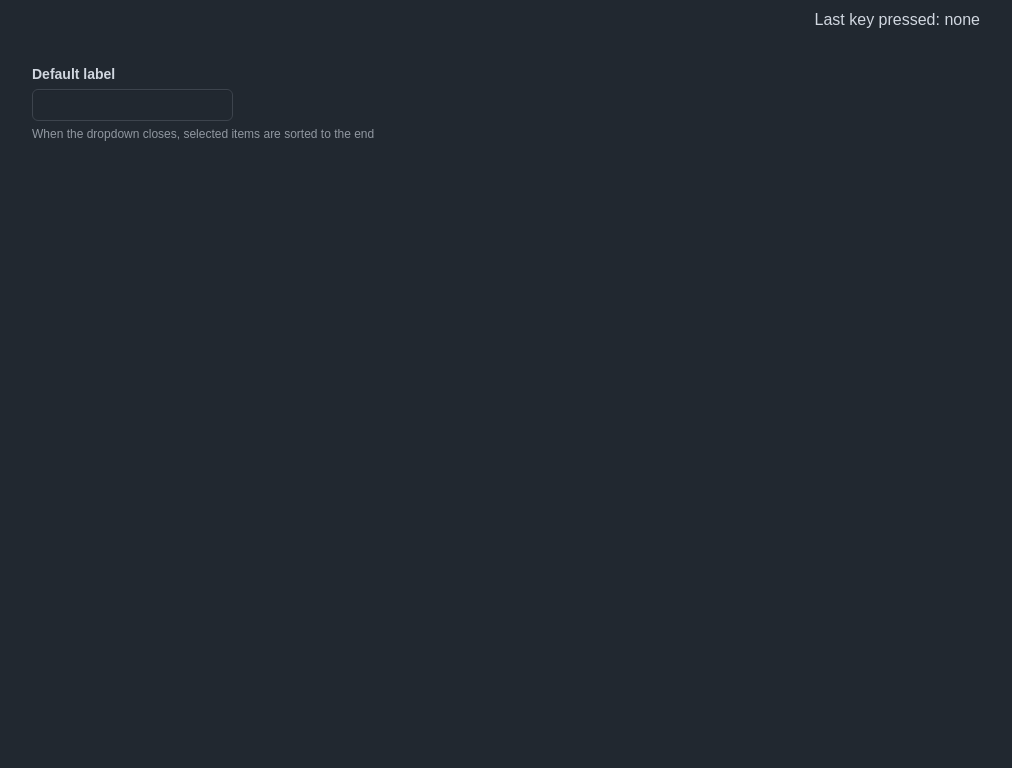 Last key pressed: none
Default label
When the dropdown closes, selected items are sorted to the end